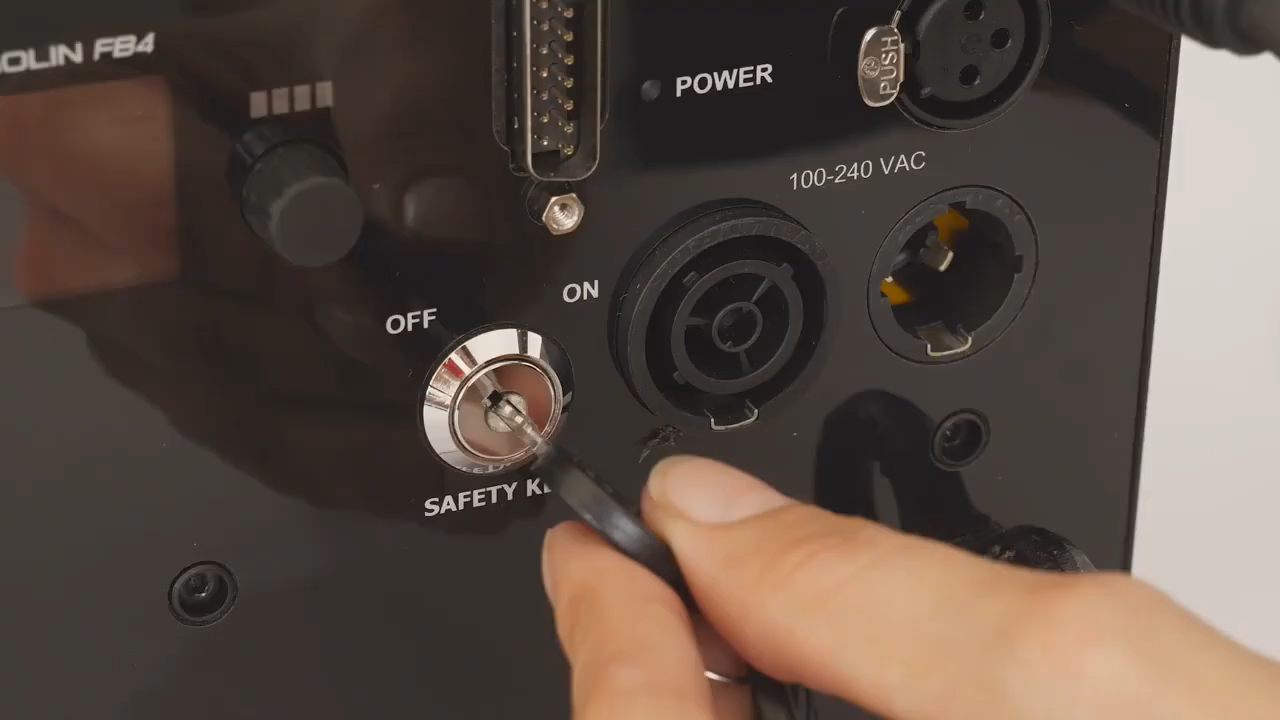 OLIN FB4
POWER
PUSH
100-240 VAC
ON
OFF
SAFETY K